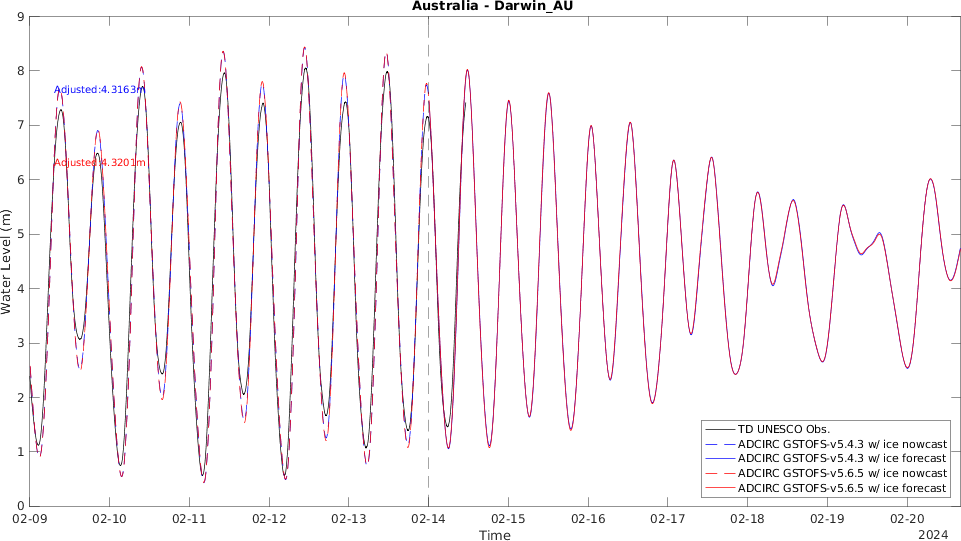 Australia - Darwin_AU
9
8
7
6
5
4
3
2
1
0
Water Level (m)
Adjusted:4.3163m
Adjusted:4.3201m
TD UNESCO Obs.
ADCIRC GSTOFS-v5.4.3 w/ ice nowcast
ADCIRC GSTOFS-v5.4.3 w/ ice forecast
ADCIRC GSTOFS-v5.6.5 w/ ice nowcast
ADCIRC GSTOFS-v5.6.5 w/ ice forecast
02-09 02-10 02-11 02-12 02-13 02-14 02-15 02-16 02-17 02-18 02-19 02-20
Time
2024